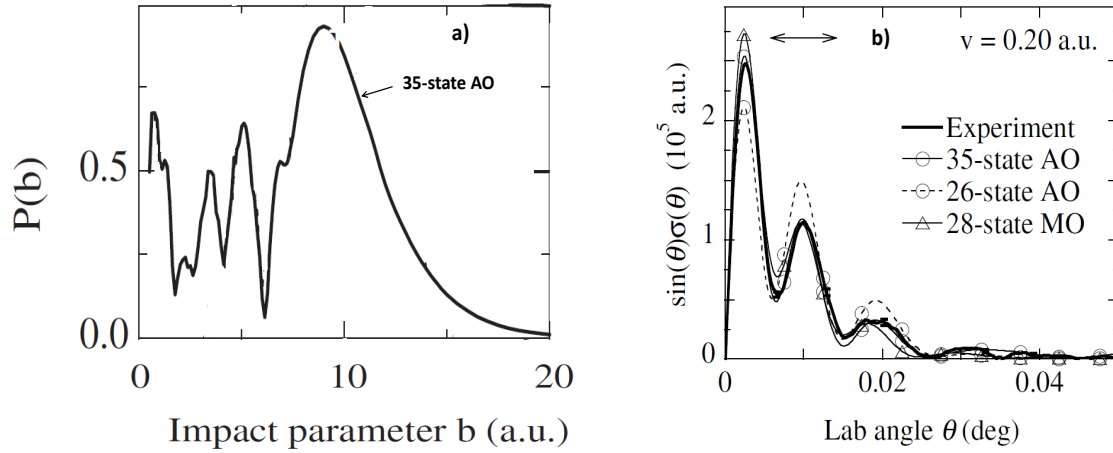 a)
35-state AO
P(b)
0.5
0.0
0
10
20
Impact parameter b (a.u.)
b)
v = 0.20 a.u.
Experiment
35-state AO
26-state AO
28-state MO
sin(θ)σ(θ) (10⁵ a.u.)
2
1
0
0
0.02
0.04
Lab angle θ (deg)